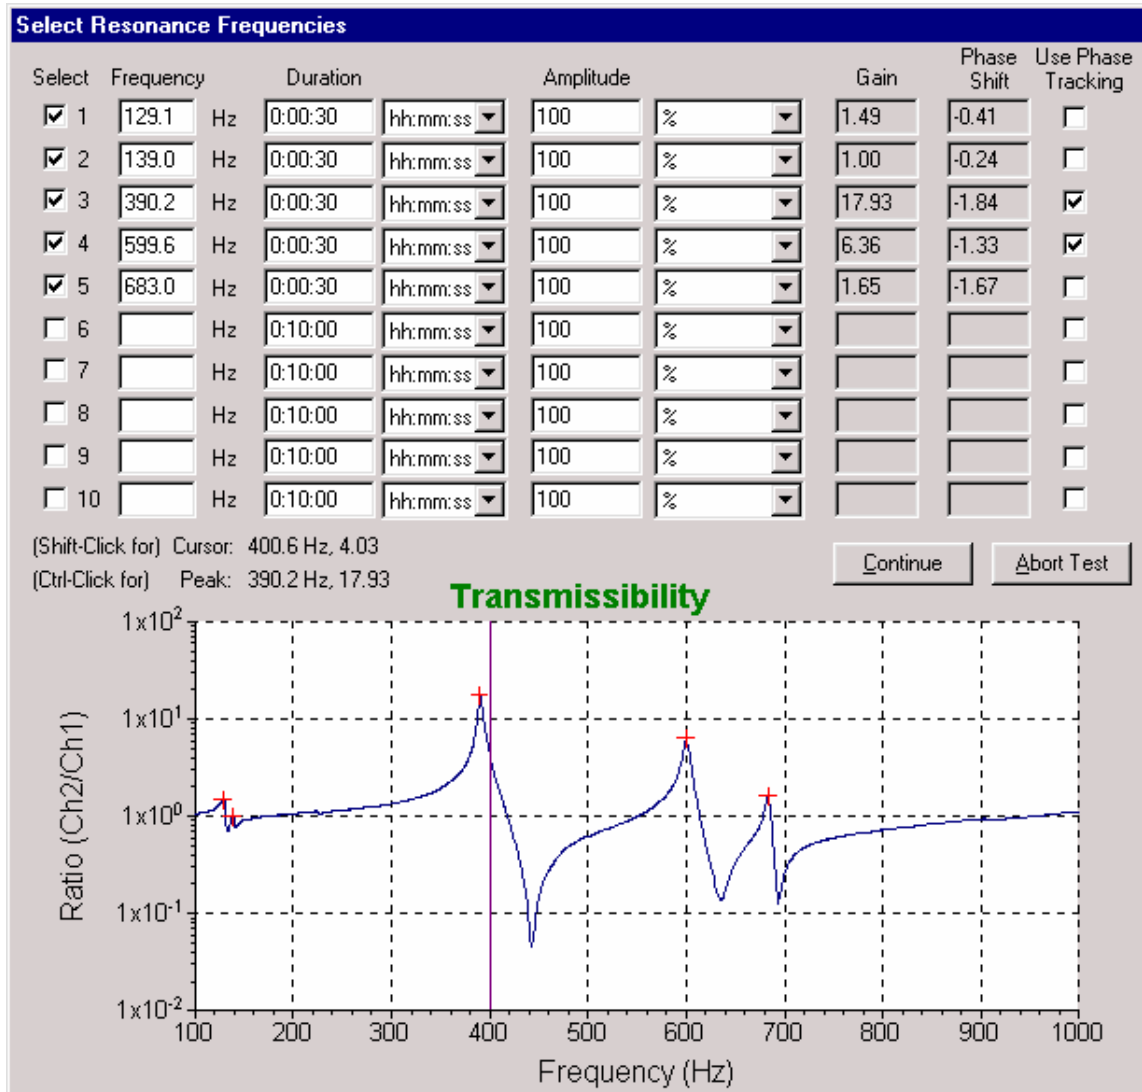 Select Resonance Frequencies
Phase Use Phase
Select Frequency Duration Amplitude Gain Shift Tracking
1 129.1 Hz 0:00:30 hh:mm:ss 100 % 1.49 -0.41
2 139.0 Hz 0:00:30 hh:mm:ss 100 % 1.00 -0.24
3 390.2 Hz 0:00:30 hh:mm:ss 100 % 17.93 -1.84
4 599.6 Hz 0:00:30 hh:mm:ss 100 % 6.36 -1.33
5 683.0 Hz 0:00:30 hh:mm:ss 100 % 1.65 -1.67
6 Hz 0:10:00 hh:mm:ss 100 %
7 Hz 0:10:00 hh:mm:ss 100 %
8 Hz 0:10:00 hh:mm:ss 100 %
9 Hz 0:10:00 hh:mm:ss 100 %
10 Hz 0:10:00 hh:mm:ss 100 %
(Shift-Click for) Cursor: 400.6 Hz, 4.03
Continue Abort Test
(Ctrl-Click for) Peak: 390.2 Hz, 17.93
Transmissibility
1x10^2
1x10^1
1x10^0
1x10^-1
1x10^-2
Ratio (Ch2/Ch1)
100 200 300 400 500 600 700 800 900 1000
Frequency (Hz)